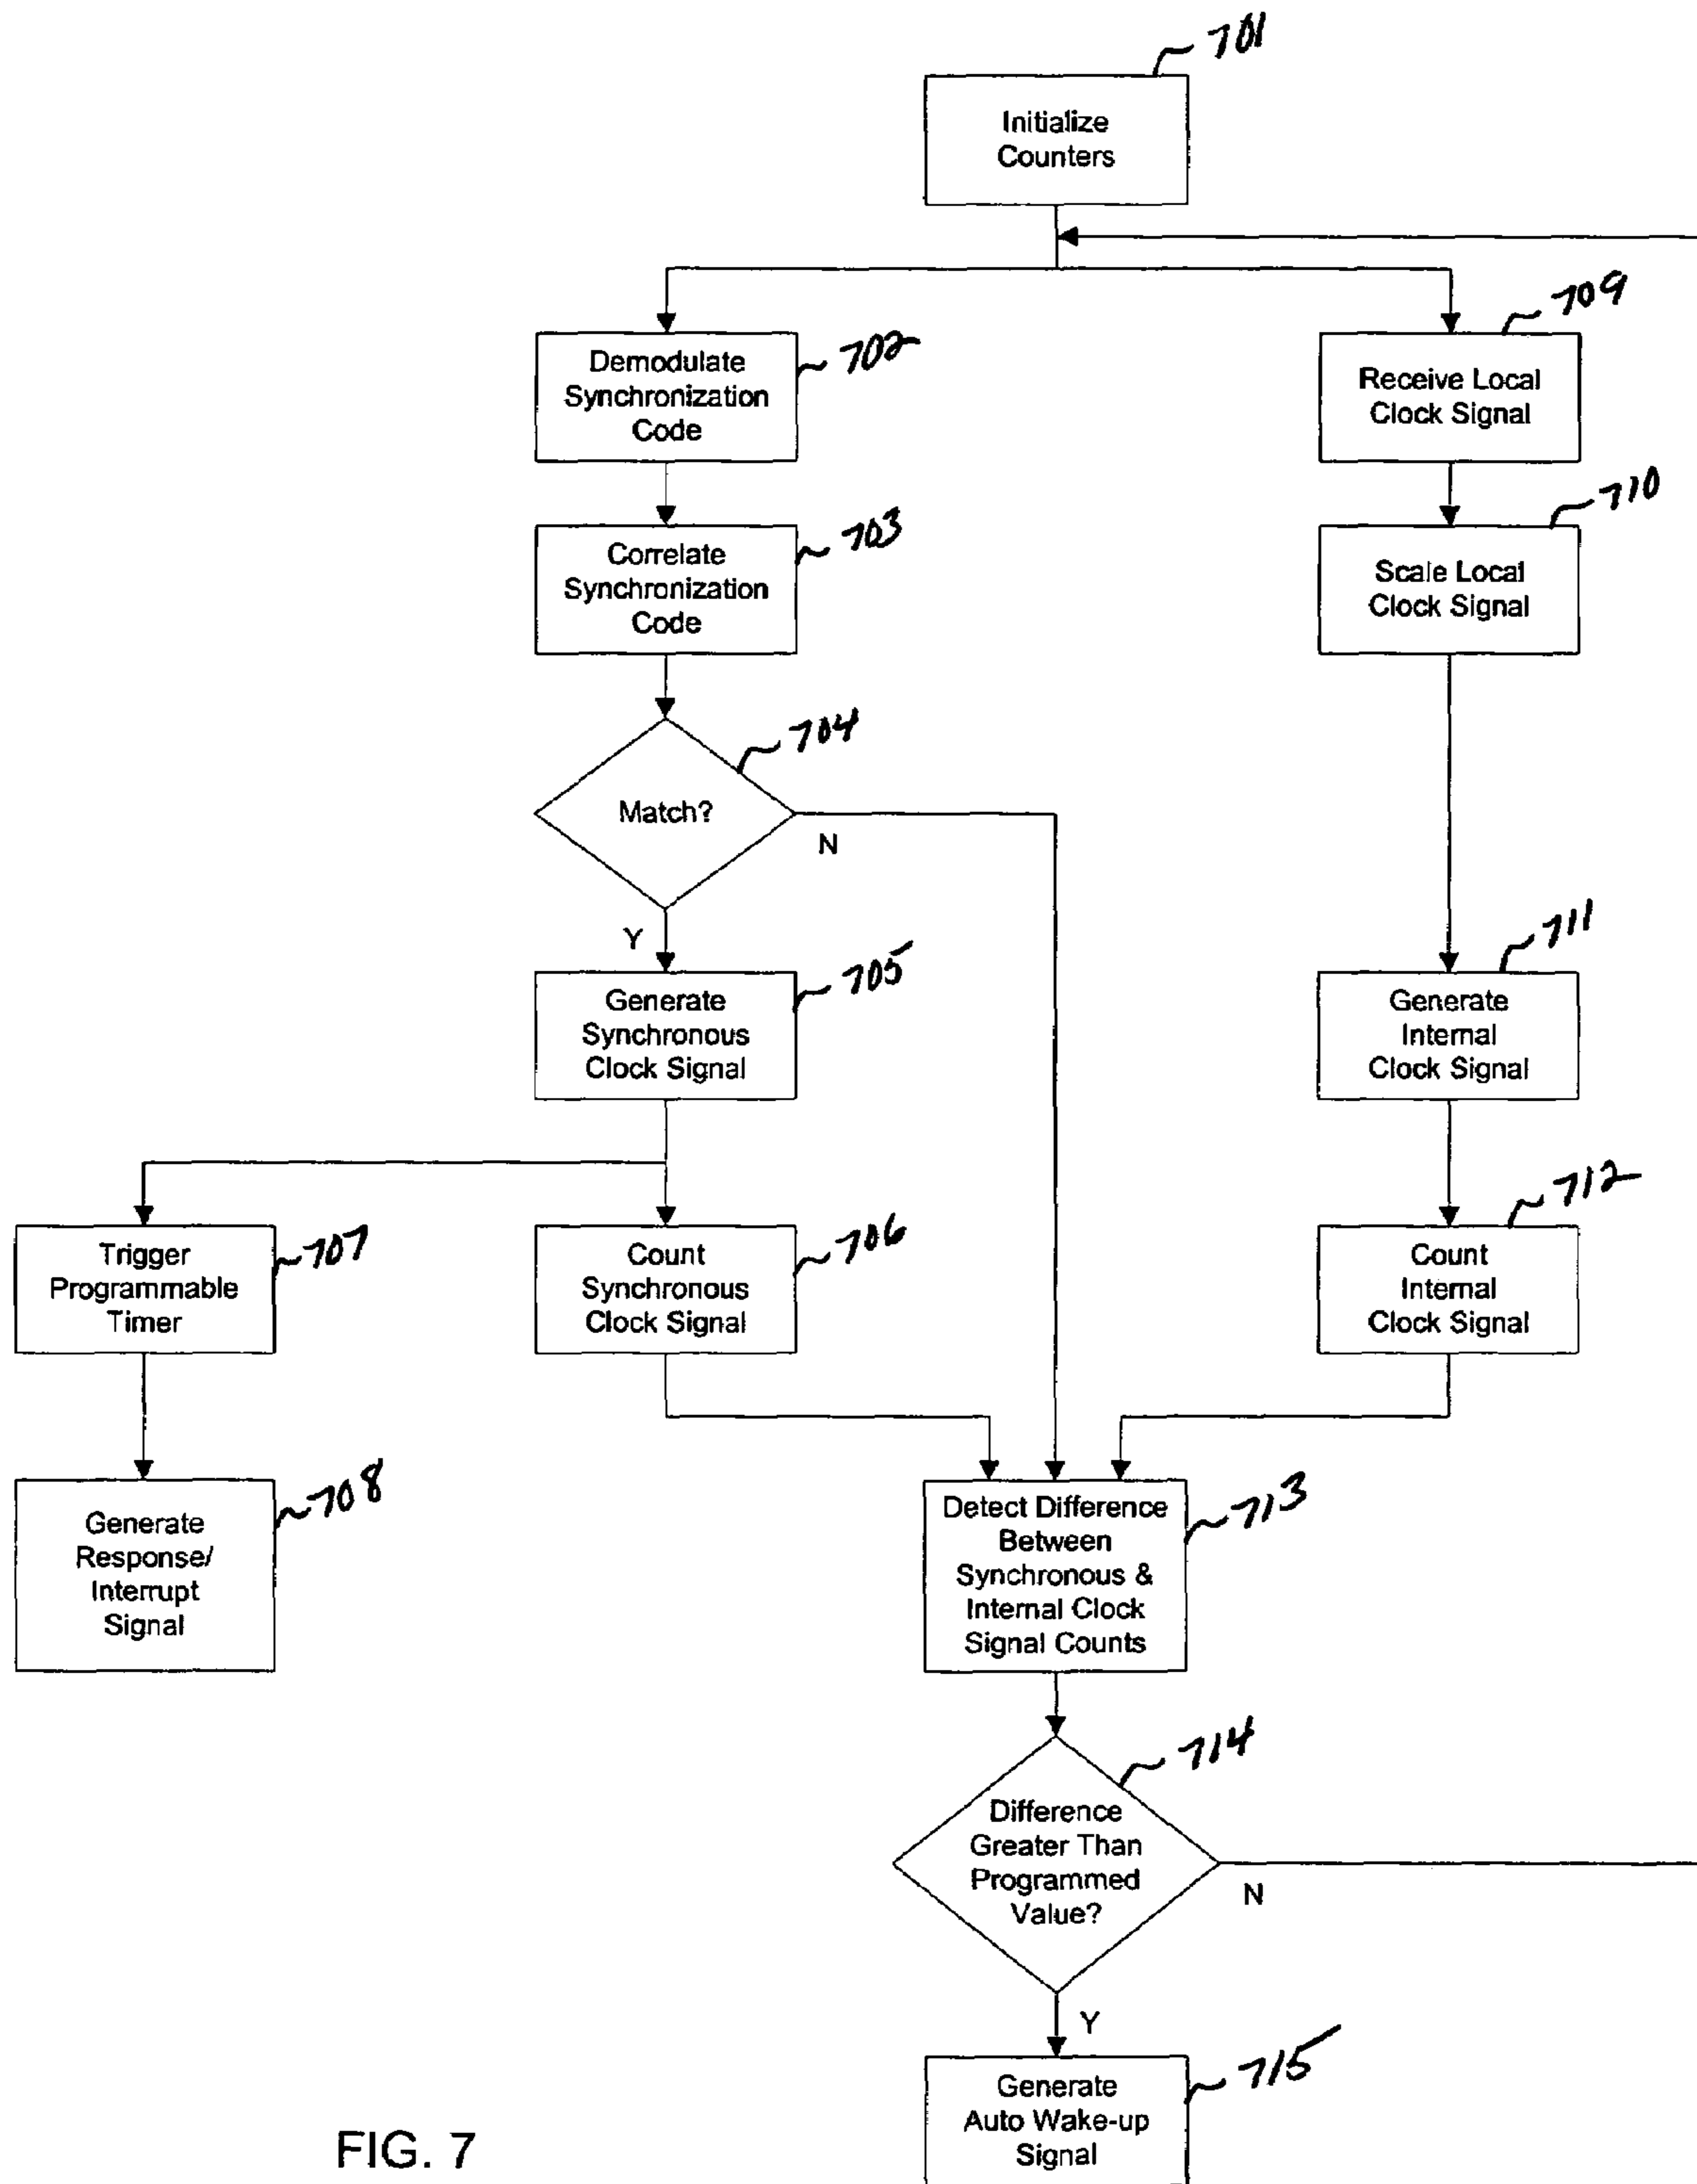 701
Initialize
Counters
709
702
Demodulate
Synchronization
Code
Receive Local
Clock Signal
710
703
Correlate
Synchronization
Code
Scale Local
Clock Signal
704
Match?
N
Y
711
705
Generate
Synchronous
Clock Signal
Generate
Internal
Clock Signal
712
707
Trigger
Programmable
Timer
706
Count
Synchronous
Clock Signal
Count
Internal
Clock Signal
708
Generate
Response/
Interrupt
Signal
713
Detect Difference
Between
Synchronous &
Internal Clock
Signal Counts
714
Difference
Greater Than
Programmed
Value?
N
Y
715
Generate
Auto Wake-up
Signal
FIG. 7